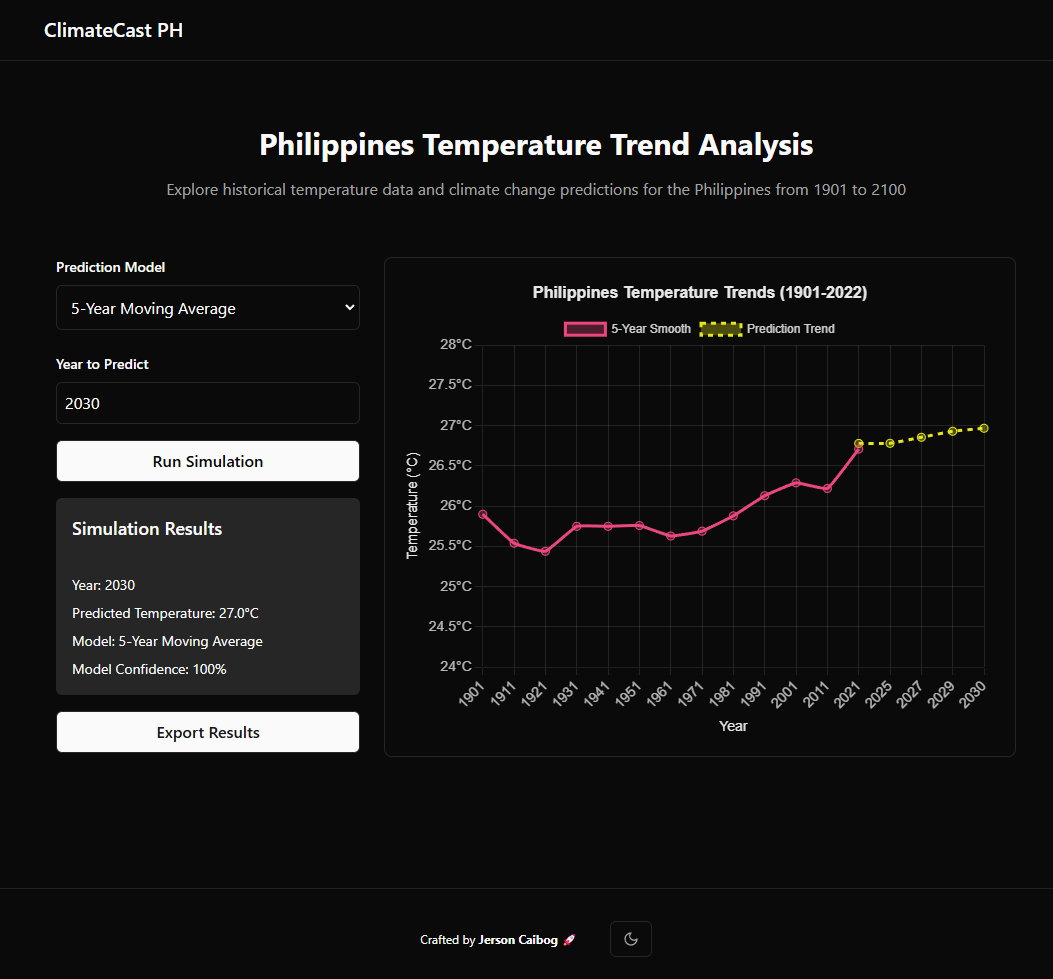 ClimateCast PH
Philippines Temperature Trend Analysis
Explore historical temperature data and climate change predictions for the Philippines from 1901 to 2100
Prediction Model
5-Year Moving Average
Year to Predict
2030
Run Simulation
Simulation Results
Year: 2030
Predicted Temperature: 27.0°C
Model: 5-Year Moving Average
Model Confidence: 100%
Export Results
Philippines Temperature Trends (1901-2022)
5-Year Smooth Prediction Trend
Temperature (°C)
28°C
27.5°C
27°C
26.5°C
26°C
25.5°C
25°C
24.5°C
24°C
1901 1911 1921 1931 1941 1951 1961 1971 1981 1991 2001 2011 2021 2025 2027 2029 2030
Year
Crafted by Jerson Caibog 🚀